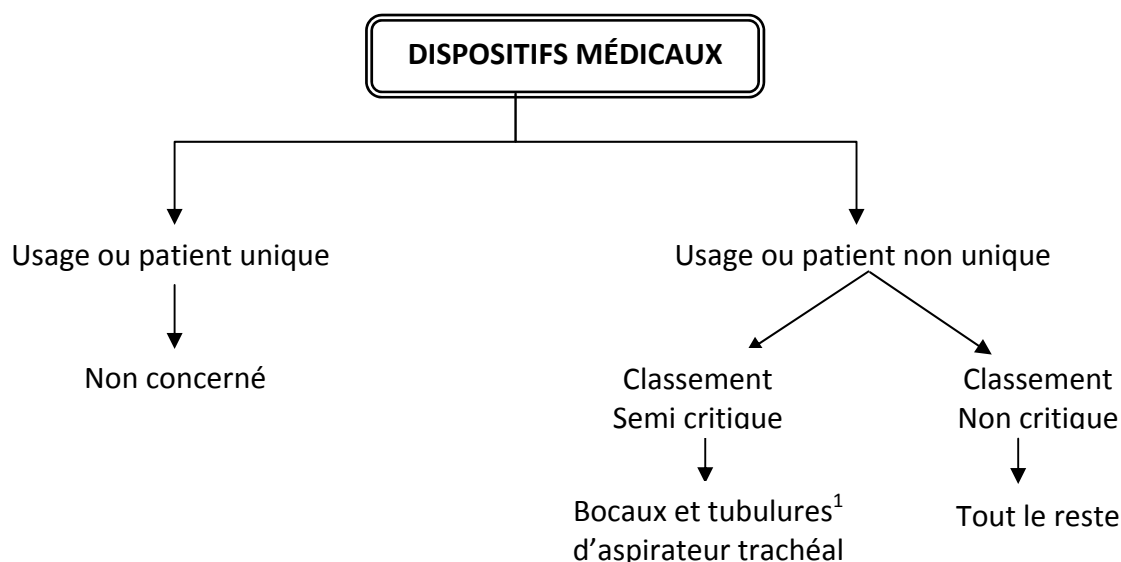 DISPOSITIFS MÉDICAUX
Usage ou patient unique
Usage ou patient non unique
Non concerné
Classement
Semi critique
Classement
Non critique
Bocaux et tubulures¹
d’aspirateur trachéal
Tout le reste